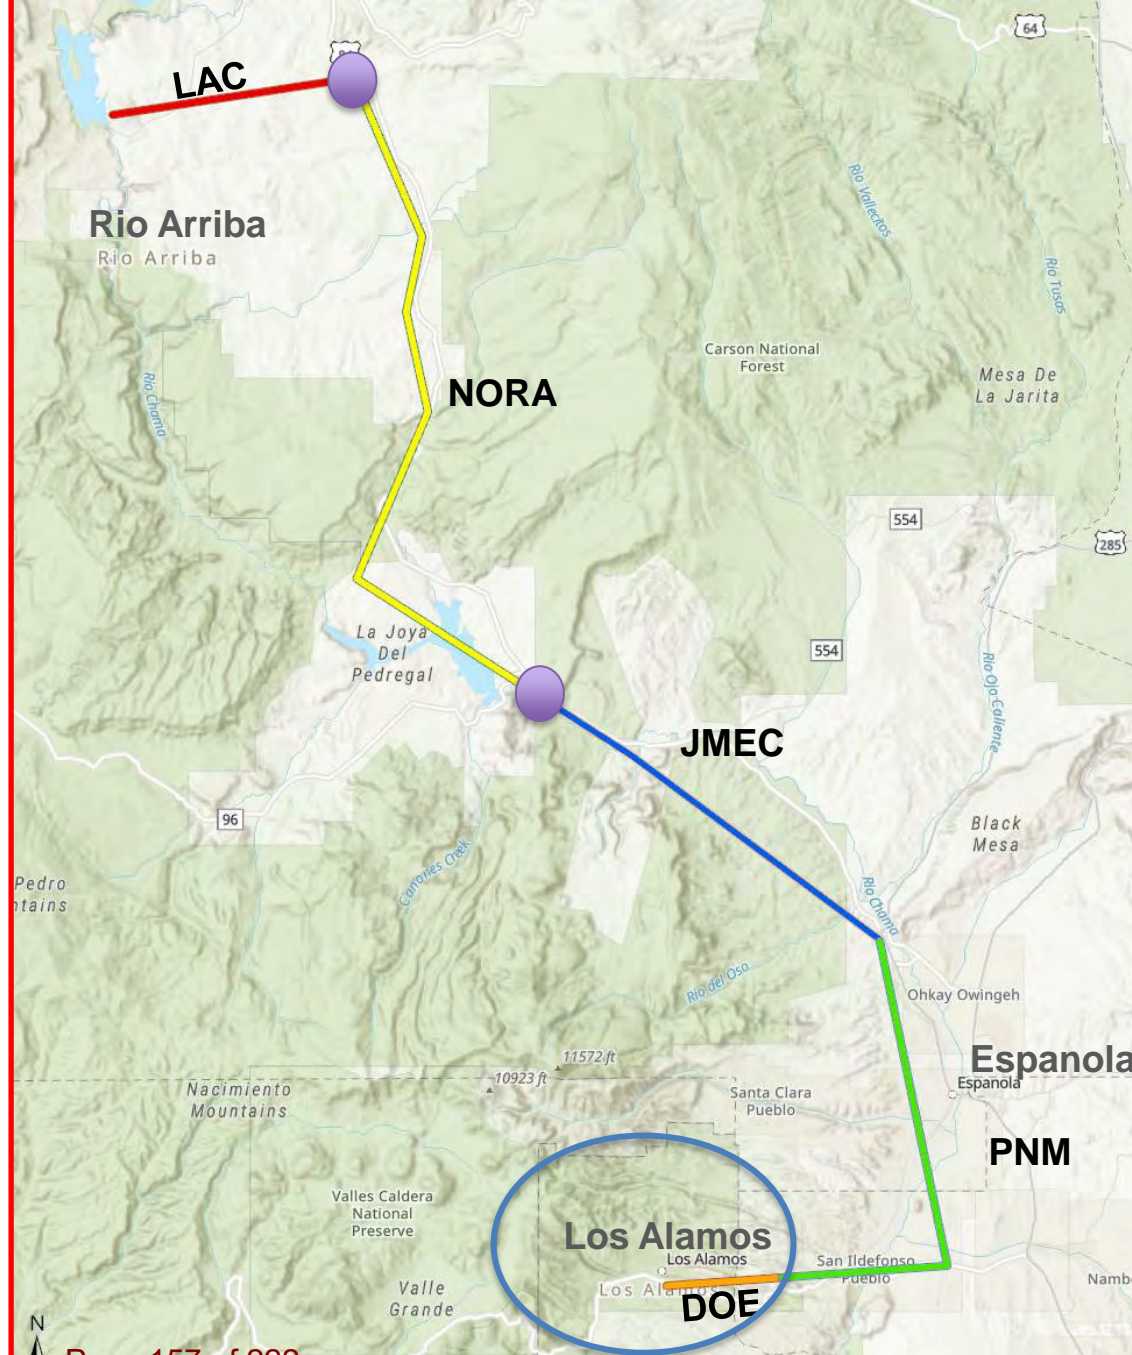 64
LAC
Rio Arriba
Rio Arriba
Rio Vallecitos
Rio Tusas
Carson National
Forest
Mesa De
La Jarita
Rio Chama
NORA
554
285
La Joya
Del
Pedregal
554
Rio Ojo Caliente
JMEC
96
Black
Mesa
Pedro
Canones Creek
Rio Chama
Rio del Oso
Ohkay Owingeh
11572 ft
Espanola
10923 ft
Espanola
Nacimiento
Mountains
Santa Clara
Pueblo
PNM
Valles Caldera
National
Preserve
Los Alamos
Los Alamos
San Ildefonso
Pueblo
Valle
Grande
Los Alamos
DOE
Namb
N